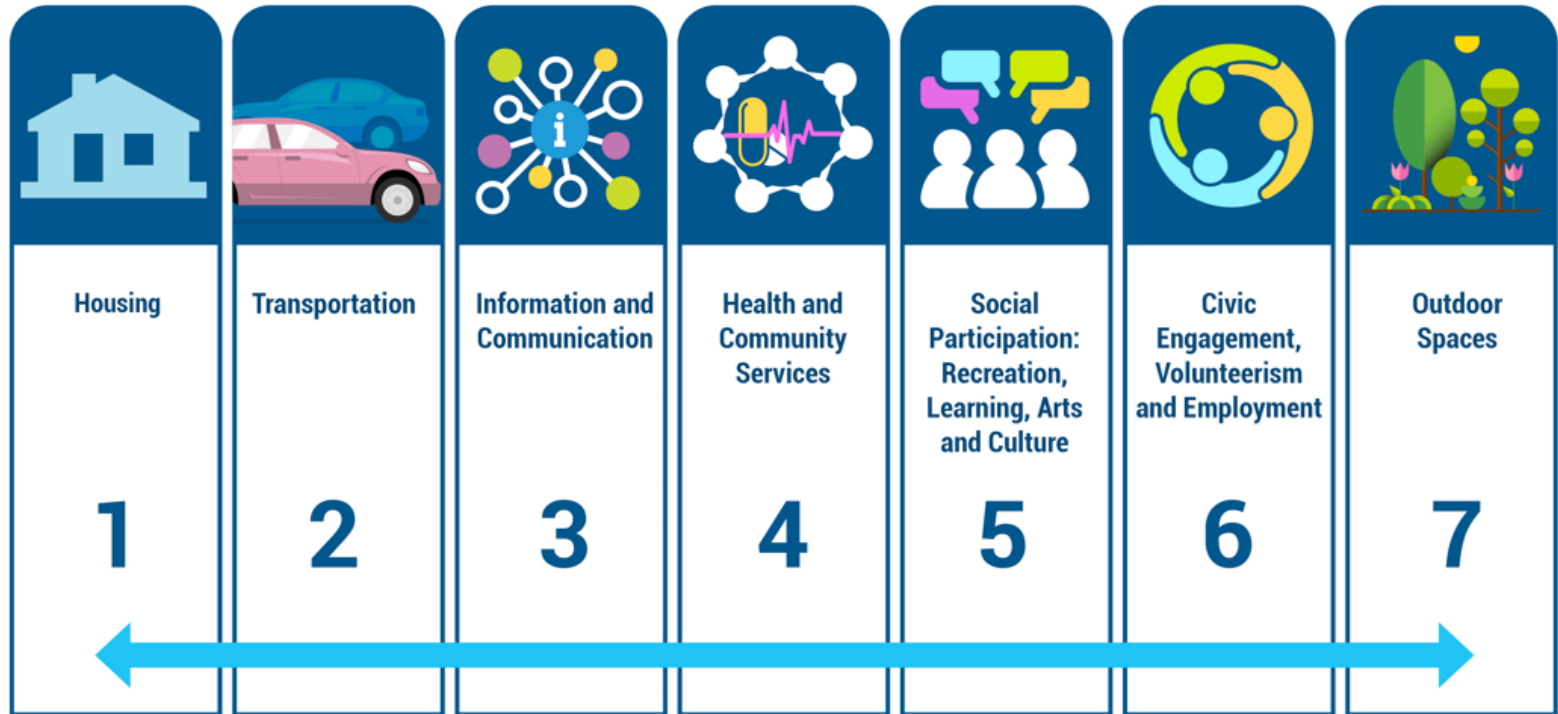 i
Housing
Transportation
Information and
Communication
Health and
Community
Services
Social
Participation:
Recreation,
Learning, Arts
and Culture
Civic
Engagement,
Volunteerism
and Employment
Outdoor
Spaces
1
2
3
4
5
6
7